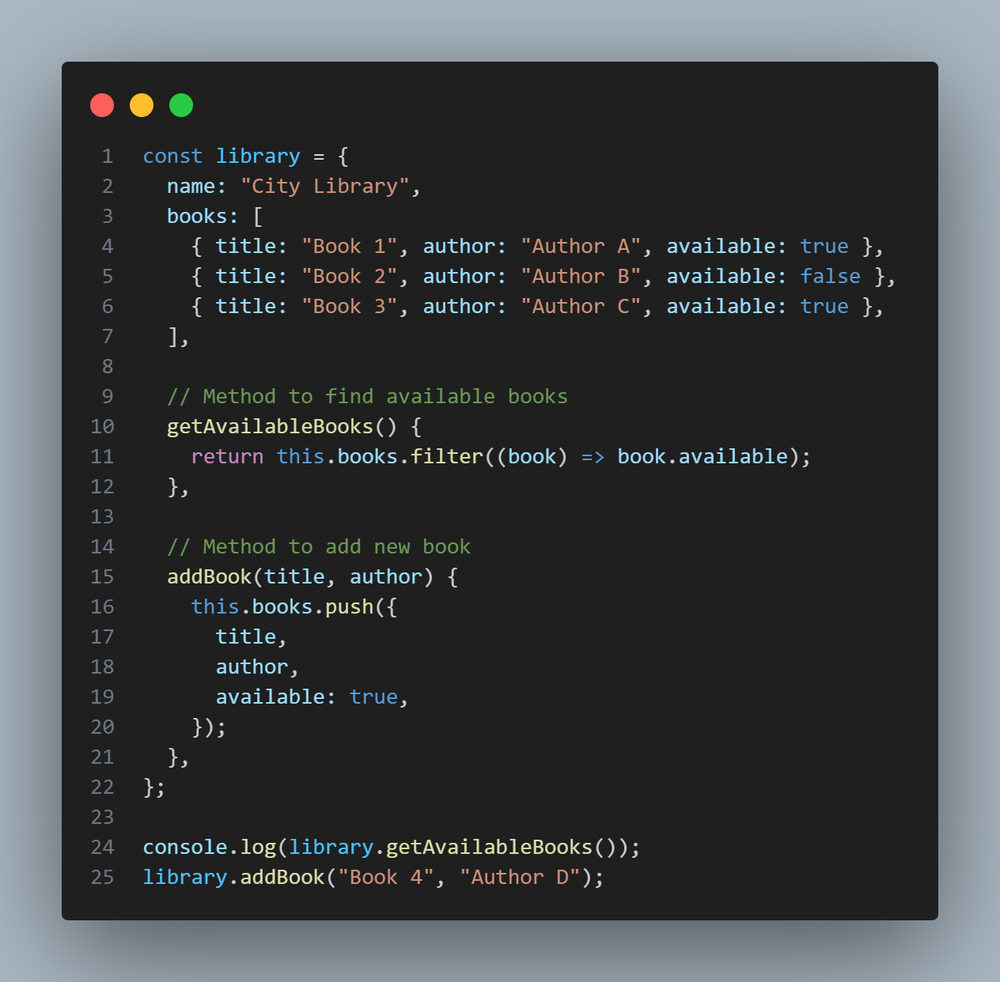 1 const library = {
2   name: "City Library",
3   books: [
4     { title: "Book 1", author: "Author A", available: true },
5     { title: "Book 2", author: "Author B", available: false },
6     { title: "Book 3", author: "Author C", available: true },
7   ],
8
9   // Method to find available books
10   getAvailableBooks() {
11     return this.books.filter((book) => book.available);
12   },
13
14   // Method to add new book
15   addBook(title, author) {
16     this.books.push({
17       title,
18       author,
19       available: true,
20     });
21   },
22 };
23
24 console.log(library.getAvailableBooks());
25 library.addBook("Book 4", "Author D");